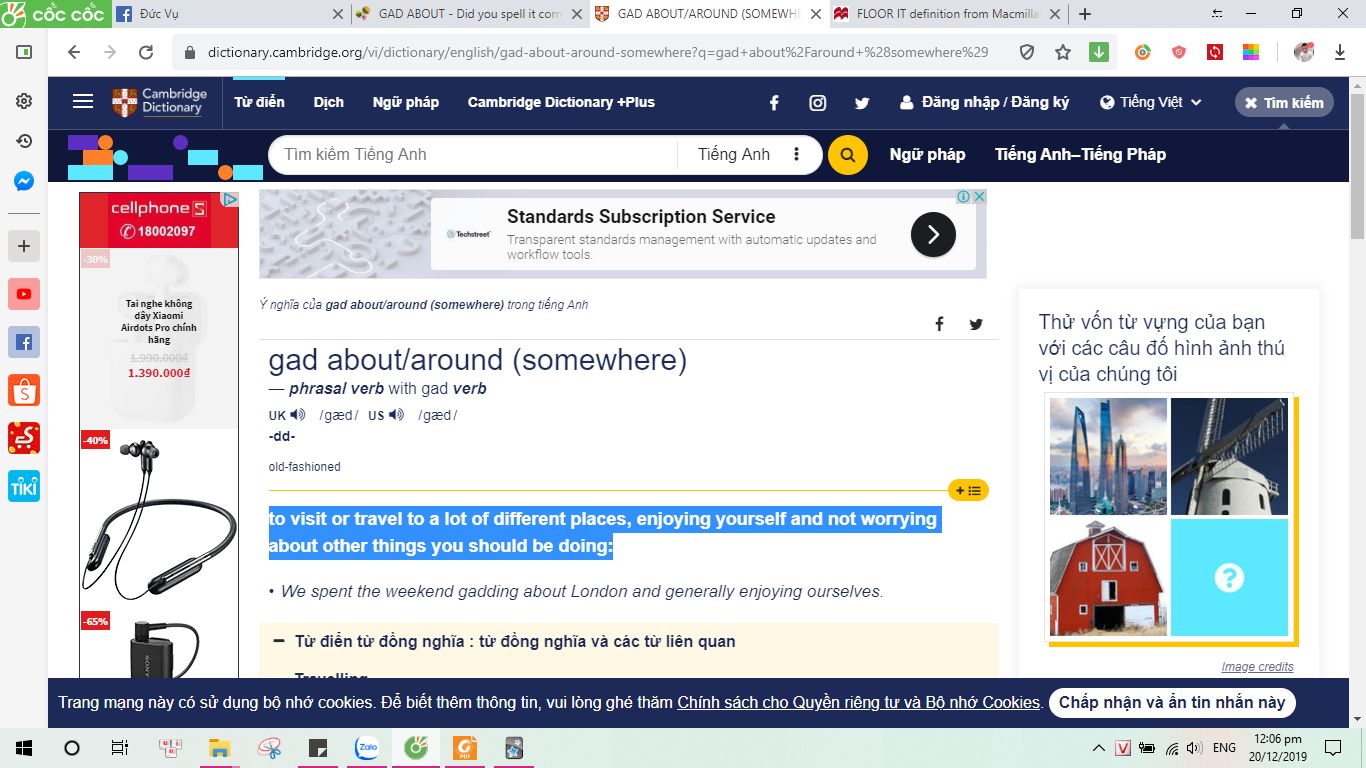 cốc cốc
Đức Vụ
GAD ABOUT - Did you spell it corre
GAD ABOUT/AROUND (SOMEWHE
FLOOR IT definition from Macmilla
dictionary.cambridge.org/vi/dictionary/english/gad-about-around-somewhere?q=gad+about%2Faround+%28somewhere%29
Cambridge
Dictionary
Từ điển
Dịch
Ngữ pháp
Cambridge Dictionary +Plus
Đăng nhập / Đăng ký
Tiếng Việt
Tìm kiếm
Tìm kiếm Tiếng Anh
Tiếng Anh
Ngữ pháp
Tiếng Anh–Tiếng Pháp
cellphoneS
18002097
-30%
Tai nghe không
dây Xiaomi
Airdots Pro chính
hãng
1.990.000₫
1.390.000₫
-40%
-65%
SONY
Techstreet
Standards Subscription Service
Transparent standards management with automatic updates and
workflow tools.
Ý nghĩa của gad about/around (somewhere) trong tiếng Anh
gad about/around (somewhere)
— phrasal verb with gad verb
UK /gæd/ US /gæd/
-dd-
old-fashioned
to visit or travel to a lot of different places, enjoying yourself and not worrying
about other things you should be doing:
• We spent the weekend gadding about London and generally enjoying ourselves.
Từ điển từ đồng nghĩa : từ đồng nghĩa và các từ liên quan
Travelling
Thử vốn từ vựng của bạn
với các câu đố hình ảnh thú
vị của chúng tôi
?
Image credits
Trang mạng này có sử dụng bộ nhớ cookies. Để biết thêm thông tin, vui lòng ghé thăm Chính sách cho Quyền riêng tư và Bộ nhớ Cookies.
Chấp nhận và ẩn tin nhắn này
TIKI
Zalo
PDF
V
ENG
12:06 pm
20/12/2019